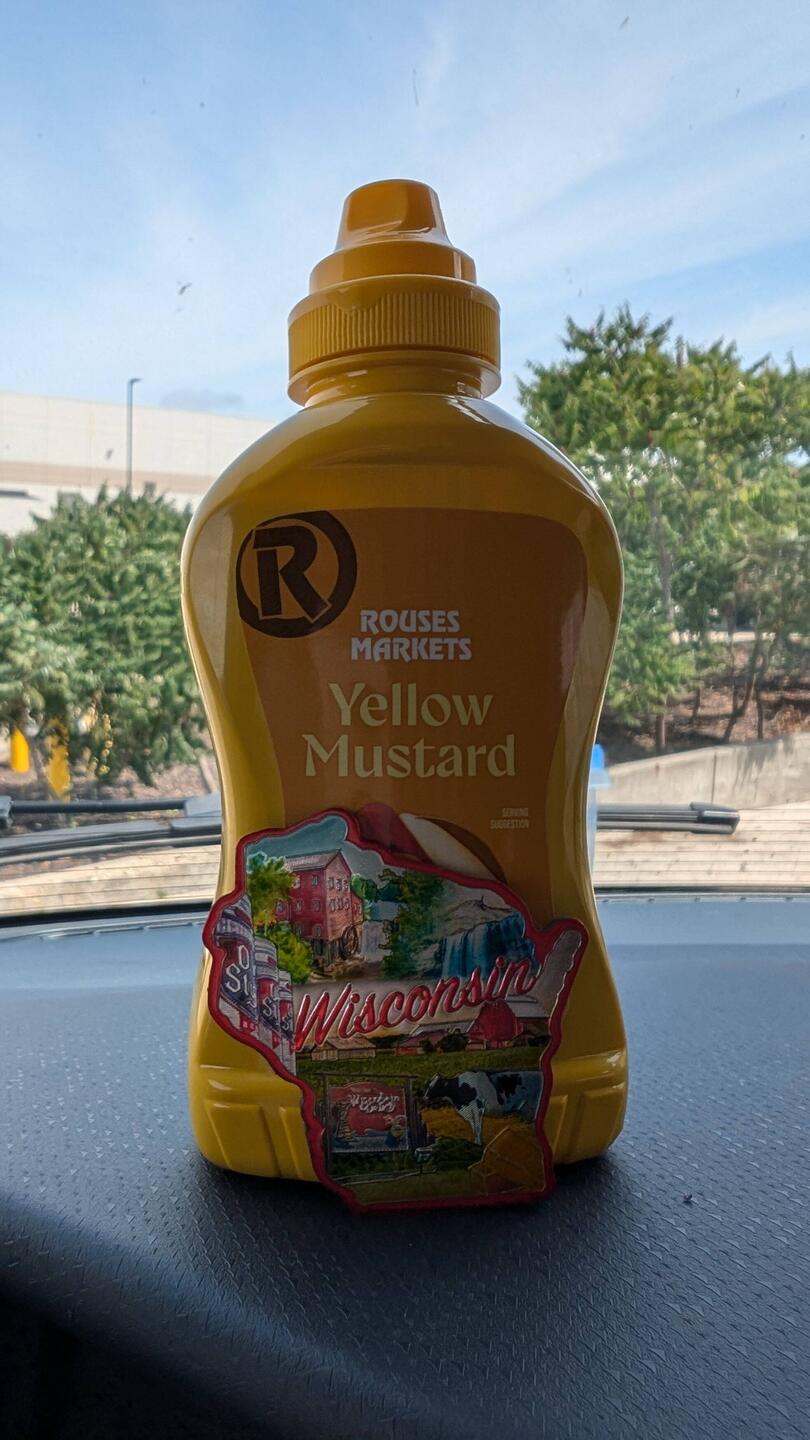 R
ROUSES
MARKETS
Yellow
Mustard
SERVING
SUGGESTION
Wisconsin